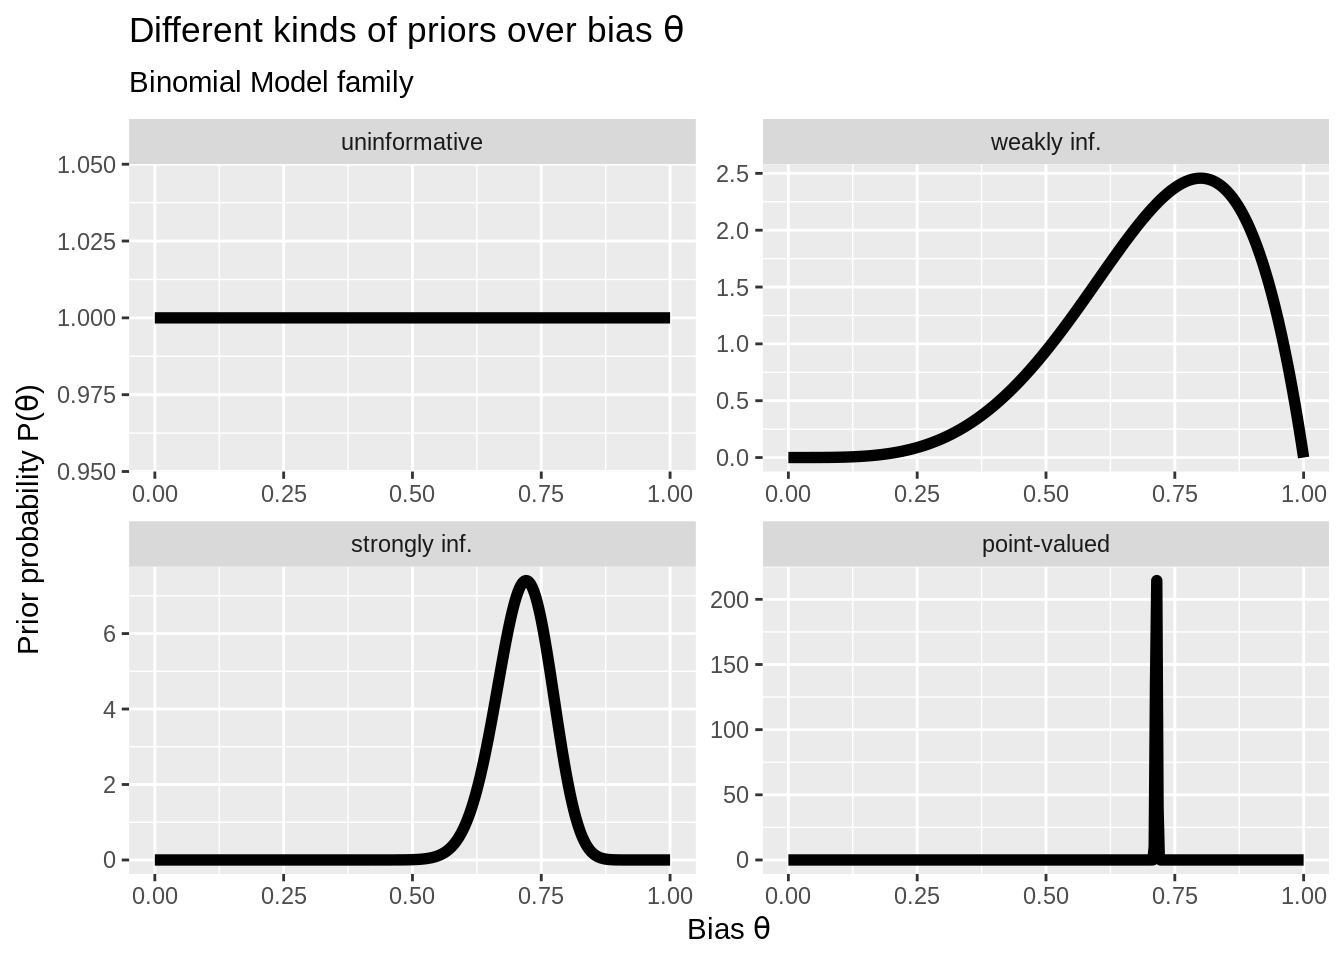 Different kinds of priors over bias θ
Binomial Model family
uninformative
1.050
1.025
1.000
0.975
0.950
0.00 0.25 0.50 0.75 1.00
weakly inf.
2.5
2.0
1.5
1.0
0.5
0.0
0.00 0.25 0.50 0.75 1.00
strongly inf.
6
4
2
0
0.00 0.25 0.50 0.75 1.00
point-valued
200
150
100
50
0
0.00 0.25 0.50 0.75 1.00
Prior probability P(θ)
Bias θ